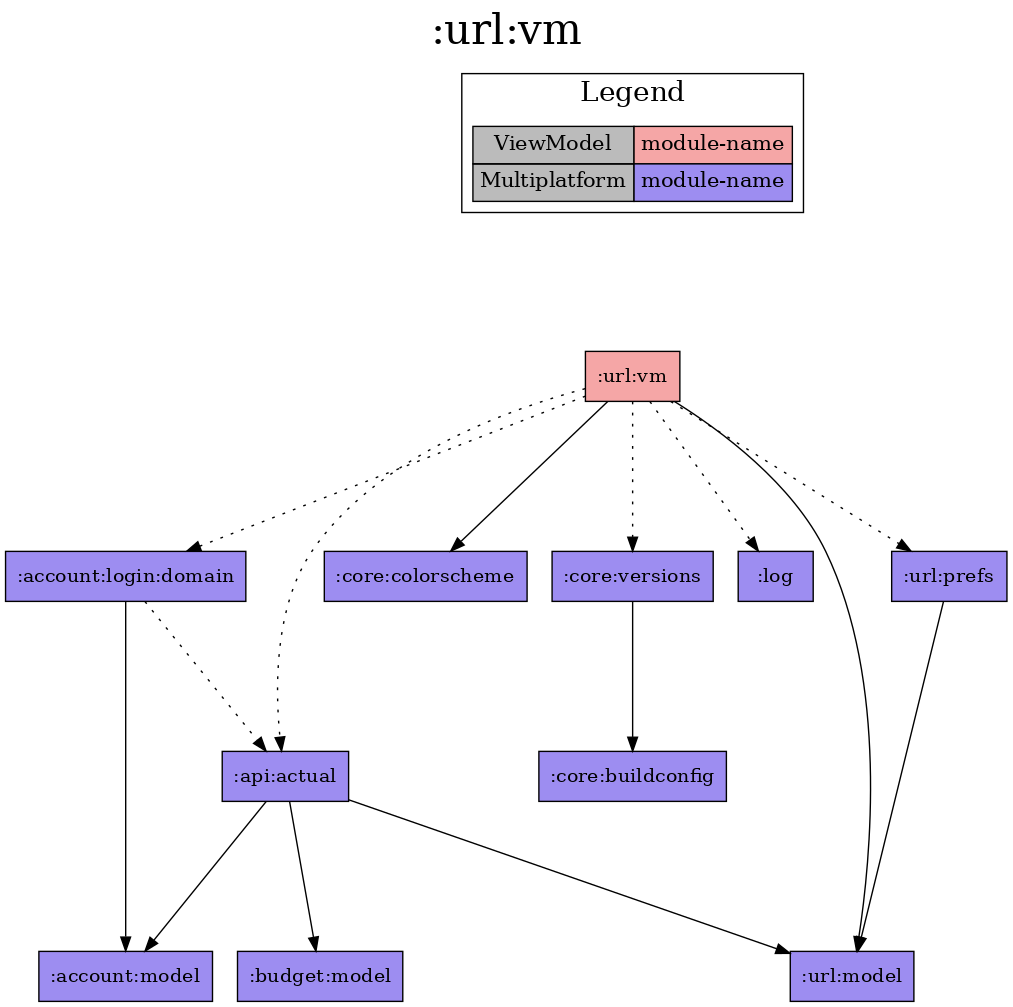 :url:vm
Legend
ViewModel module-name
Multiplatform module-name
:url:vm
:account:login:domain :core:colorscheme :core:versions :log :url:prefs
:api:actual :core:buildconfig
:account:model :budget:model :url:model